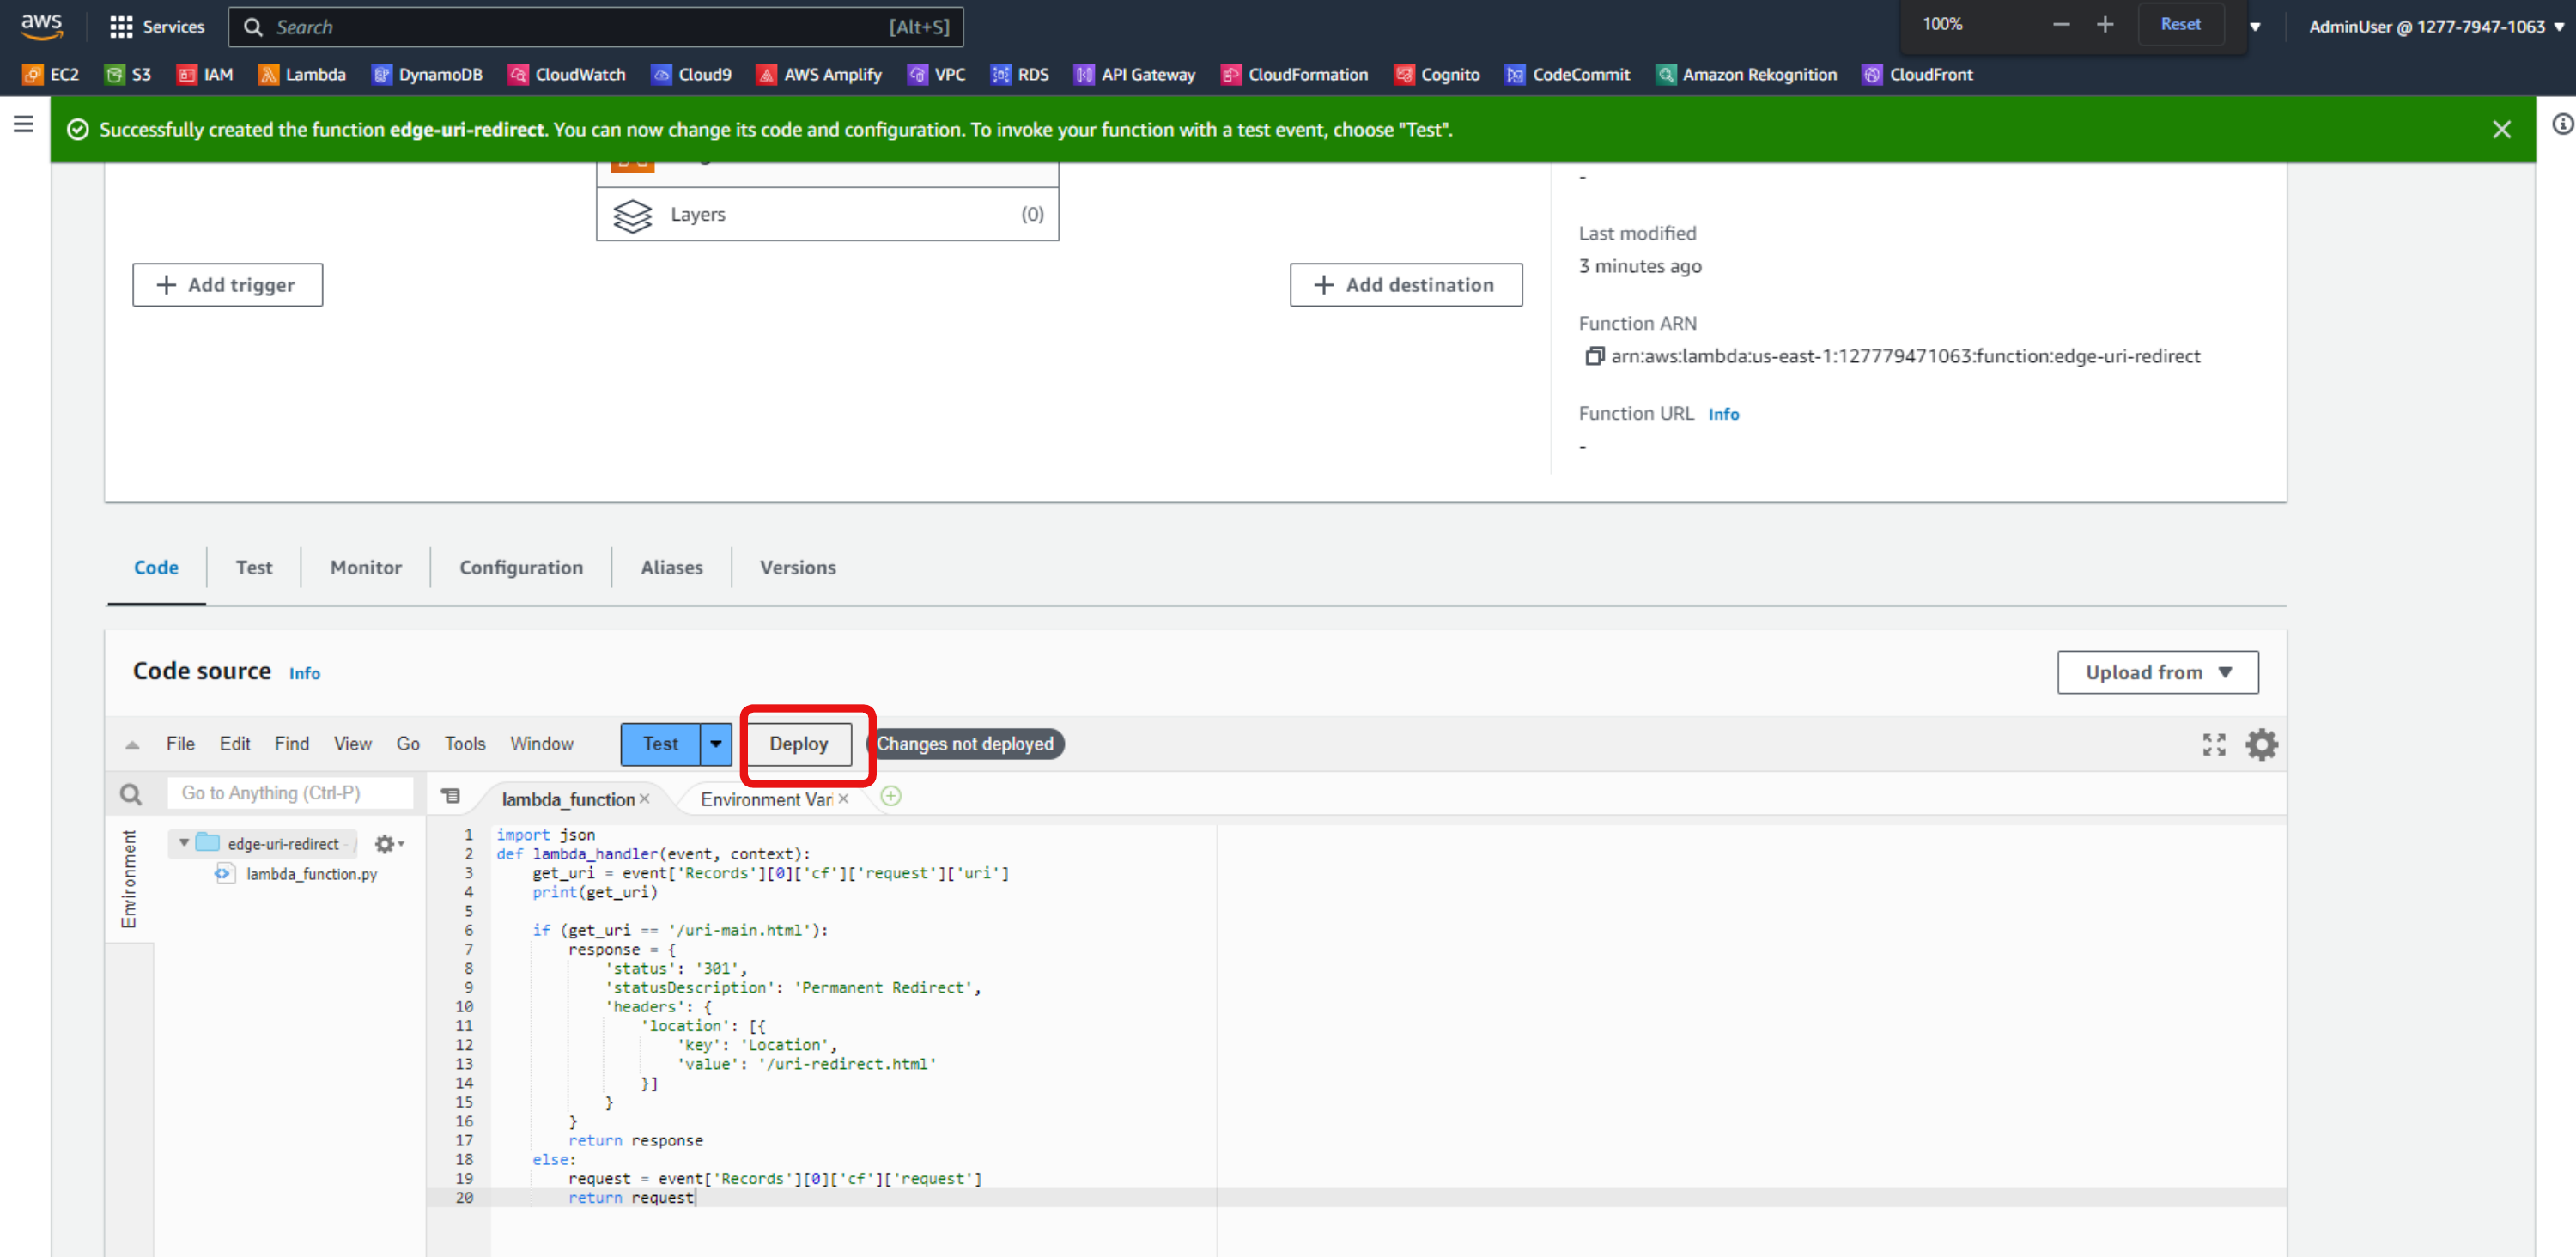 aws Services Search [Alt+S] 100% Reset AdminUser @ 1277-7947-1063
EC2 S3 IAM Lambda DynamoDB CloudWatch Cloud9 AWS Amplify VPC RDS API Gateway CloudFormation Cognito CodeCommit Amazon Rekognition CloudFront
Successfully created the function edge-uri-redirect. You can now change its code and configuration. To invoke your function with a test event, choose "Test".
-
Layers (0)
Last modified
3 minutes ago
+ Add trigger
+ Add destination
Function ARN
arn:aws:lambda:us-east-1:127779471063:function:edge-uri-redirect
Function URL Info
-
Code Test Monitor Configuration Aliases Versions
Code source Info
Upload from
File Edit Find View Go Tools Window Test Deploy Changes not deployed
Go to Anything (Ctrl-P)
lambda_function × Environment Vari ×
Environment
edge-uri-redirect -
lambda_function.py
1 import json
2 def lambda_handler(event, context):
3 get_uri = event['Records'][0]['cf']['request']['uri']
4 print(get_uri)
5
6 if (get_uri == '/uri-main.html'):
7 response = {
8 'status': '301',
9 'statusDescription': 'Permanent Redirect',
10 'headers': {
11 'location': [{
12 'key': 'Location',
13 'value': '/uri-redirect.html'
14 }]
15 }
16 }
17 return response
18 else:
19 request = event['Records'][0]['cf']['request']
20 return request